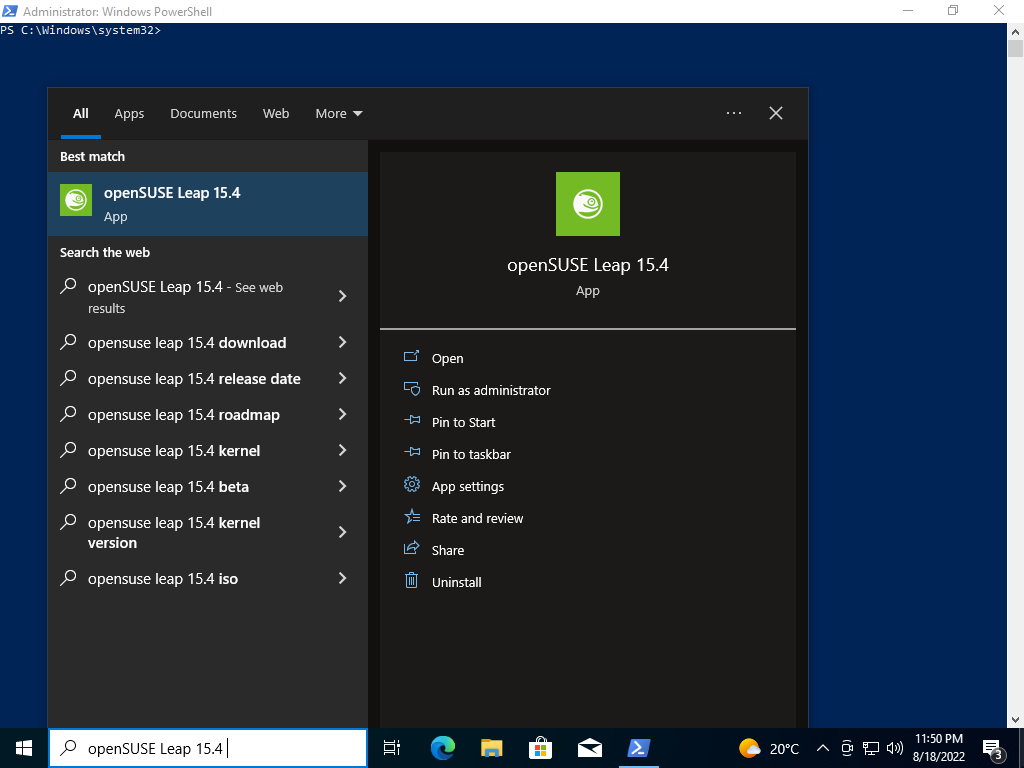 Administrator: Windows PowerShell
PS C:\Windows\system32>
All Apps Documents Web More
Best match
openSUSE Leap 15.4
App
Search the web
openSUSE Leap 15.4 - See web
results
opensuse leap 15.4 download
opensuse leap 15.4 release date
opensuse leap 15.4 roadmap
opensuse leap 15.4 kernel
opensuse leap 15.4 beta
opensuse leap 15.4 kernel
version
opensuse leap 15.4 iso
openSUSE Leap 15.4
App
Open
Run as administrator
Pin to Start
Pin to taskbar
App settings
Rate and review
Share
Uninstall
openSUSE Leap 15.4
20°C
11:50 PM
8/18/2022
3